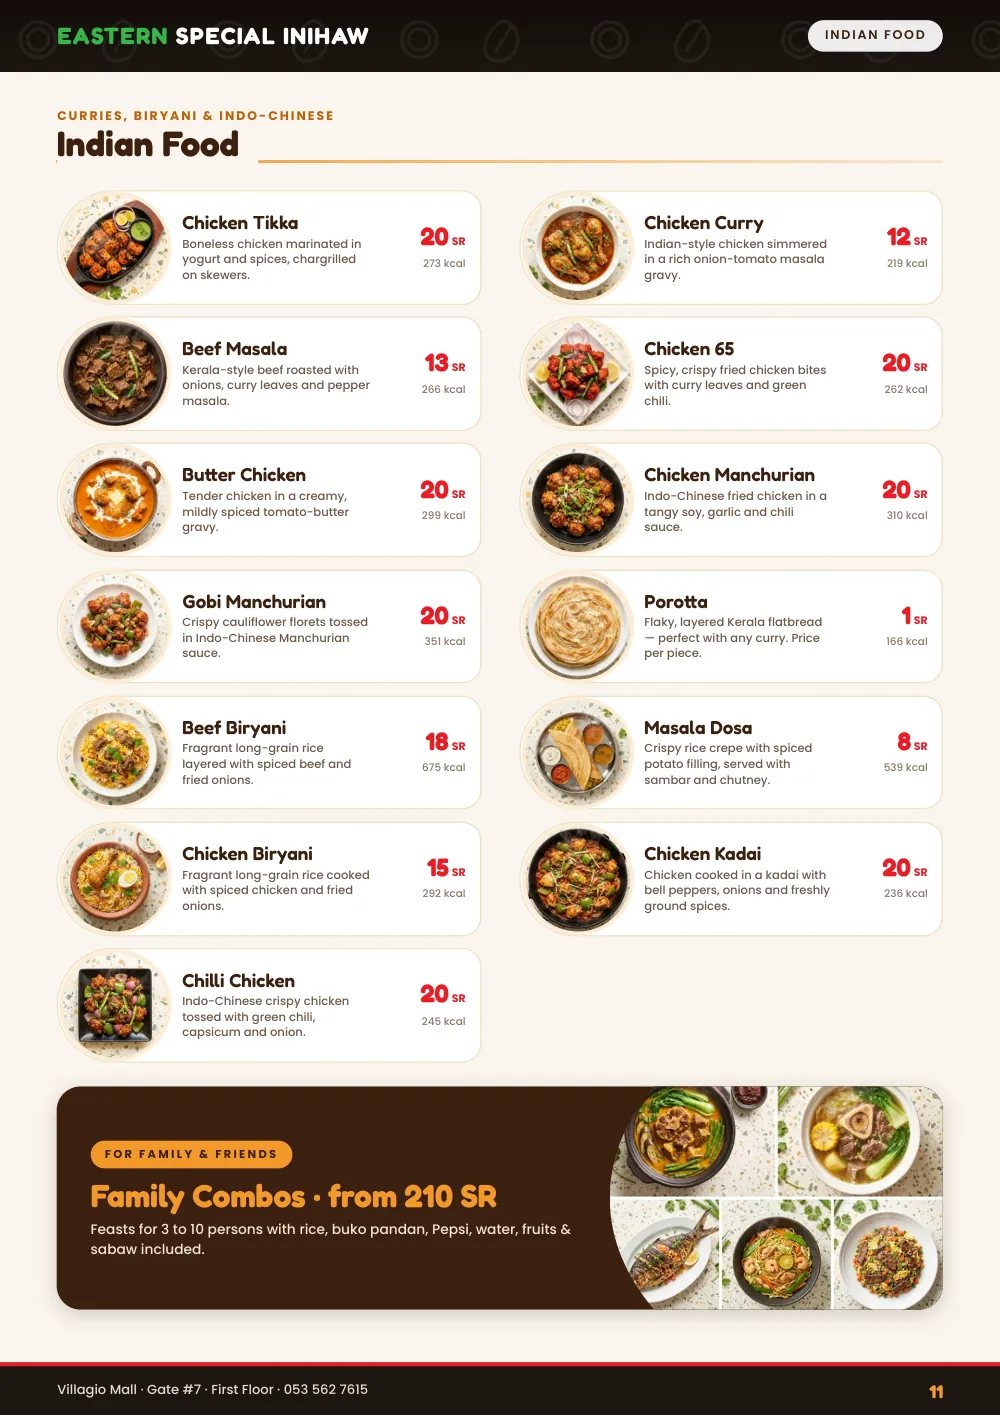 EASTERN SPECIAL INIHAW
INDIAN FOOD
CURRIES, BIRYANI & INDO-CHINESE
Indian Food
Chicken Tikka
Boneless chicken marinated in
yogurt and spices, chargrilled
on skewers.
20 SR
273 kcal
Chicken Curry
Indian-style chicken simmered
in a rich onion-tomato masala
gravy.
12 SR
219 kcal
Beef Masala
Kerala-style beef roasted with
onions, curry leaves and pepper
masala.
13 SR
266 kcal
Chicken 65
Spicy, crispy fried chicken bites
with curry leaves and green
chili.
20 SR
262 kcal
Butter Chicken
Tender chicken in a creamy,
mildly spiced tomato-butter
gravy.
20 SR
299 kcal
Chicken Manchurian
Indo-Chinese fried chicken in a
tangy soy, garlic and chili
sauce.
20 SR
310 kcal
Gobi Manchurian
Crispy cauliflower florets tossed
in Indo-Chinese Manchurian
sauce.
20 SR
351 kcal
Porotta
Flaky, layered Kerala flatbread
— perfect with any curry. Price
per piece.
1 SR
166 kcal
Beef Biryani
Fragrant long-grain rice
layered with spiced beef and
fried onions.
18 SR
675 kcal
Masala Dosa
Crispy rice crepe with spiced
potato filling, served with
sambar and chutney.
8 SR
539 kcal
Chicken Biryani
Fragrant long-grain rice cooked
with spiced chicken and fried
onions.
15 SR
292 kcal
Chicken Kadai
Chicken cooked in a kadai with
bell peppers, onions and freshly
ground spices.
20 SR
236 kcal
Chilli Chicken
Indo-Chinese crispy chicken
tossed with green chili,
capsicum and onion.
20 SR
245 kcal
FOR FAMILY & FRIENDS
Family Combos · from 210 SR
Feasts for 3 to 10 persons with rice, buko pandan, Pepsi, water, fruits &
sabaw included.
Villagio Mall · Gate #7 · First Floor · 053 562 7615
11